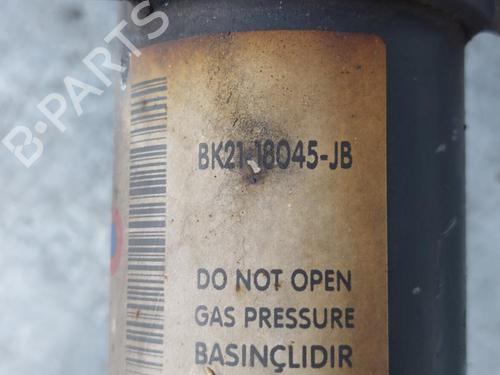 B-PARTS
BK21-18045-JB
DO NOT OPEN
GAS PRESSURE
BASINÇLIDIR